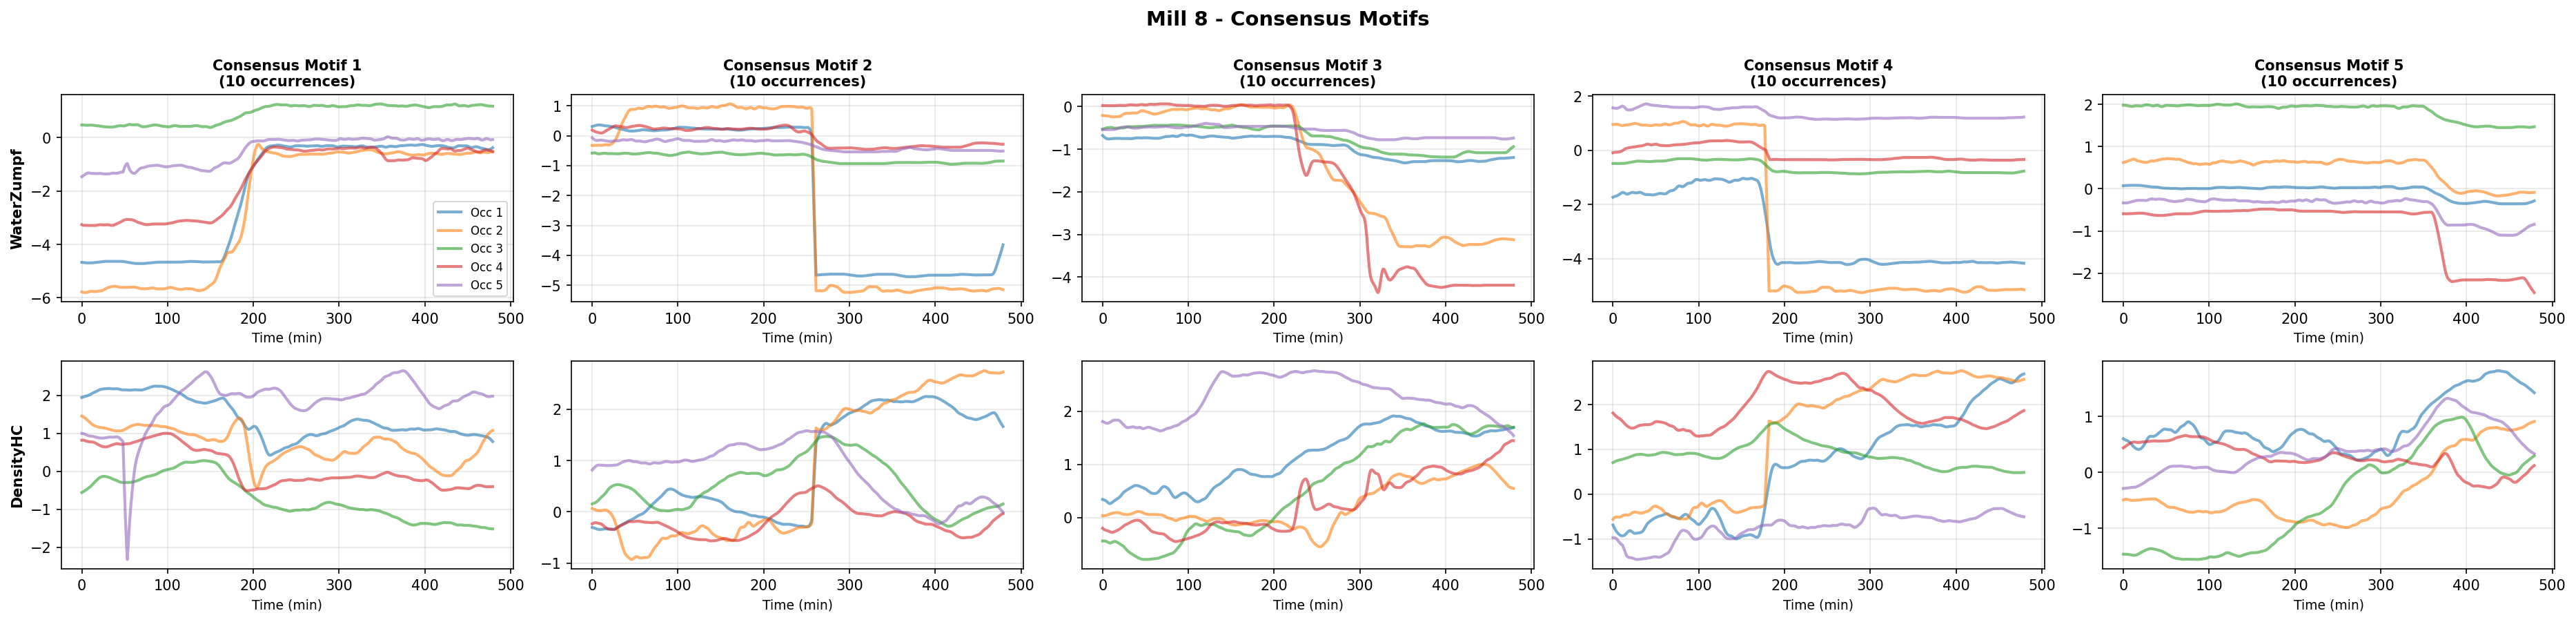 Mill 8 - Consensus Motifs
Consensus Motif 1
(10 occurrences)
Consensus Motif 2
(10 occurrences)
Consensus Motif 3
(10 occurrences)
Consensus Motif 4
(10 occurrences)
Consensus Motif 5
(10 occurrences)
WaterZumpf
0
−2
−4
−6
Occ 1
Occ 2
Occ 3
Occ 4
Occ 5
0 100 200 300 400 500
Time (min)
1
0
−1
−2
−3
−4
−5
0 100 200 300 400 500
Time (min)
0
−1
−2
−3
−4
0 100 200 300 400 500
Time (min)
2
0
−2
−4
0 100 200 300 400 500
Time (min)
2
1
0
−1
−2
0 100 200 300 400 500
Time (min)
DensityHC
2
1
0
−1
−2
0 100 200 300 400 500
Time (min)
2
1
0
−1
0 100 200 300 400 500
Time (min)
2
1
0
0 100 200 300 400 500
Time (min)
2
1
0
−1
0 100 200 300 400 500
Time (min)
1
0
−1
0 100 200 300 400 500
Time (min)